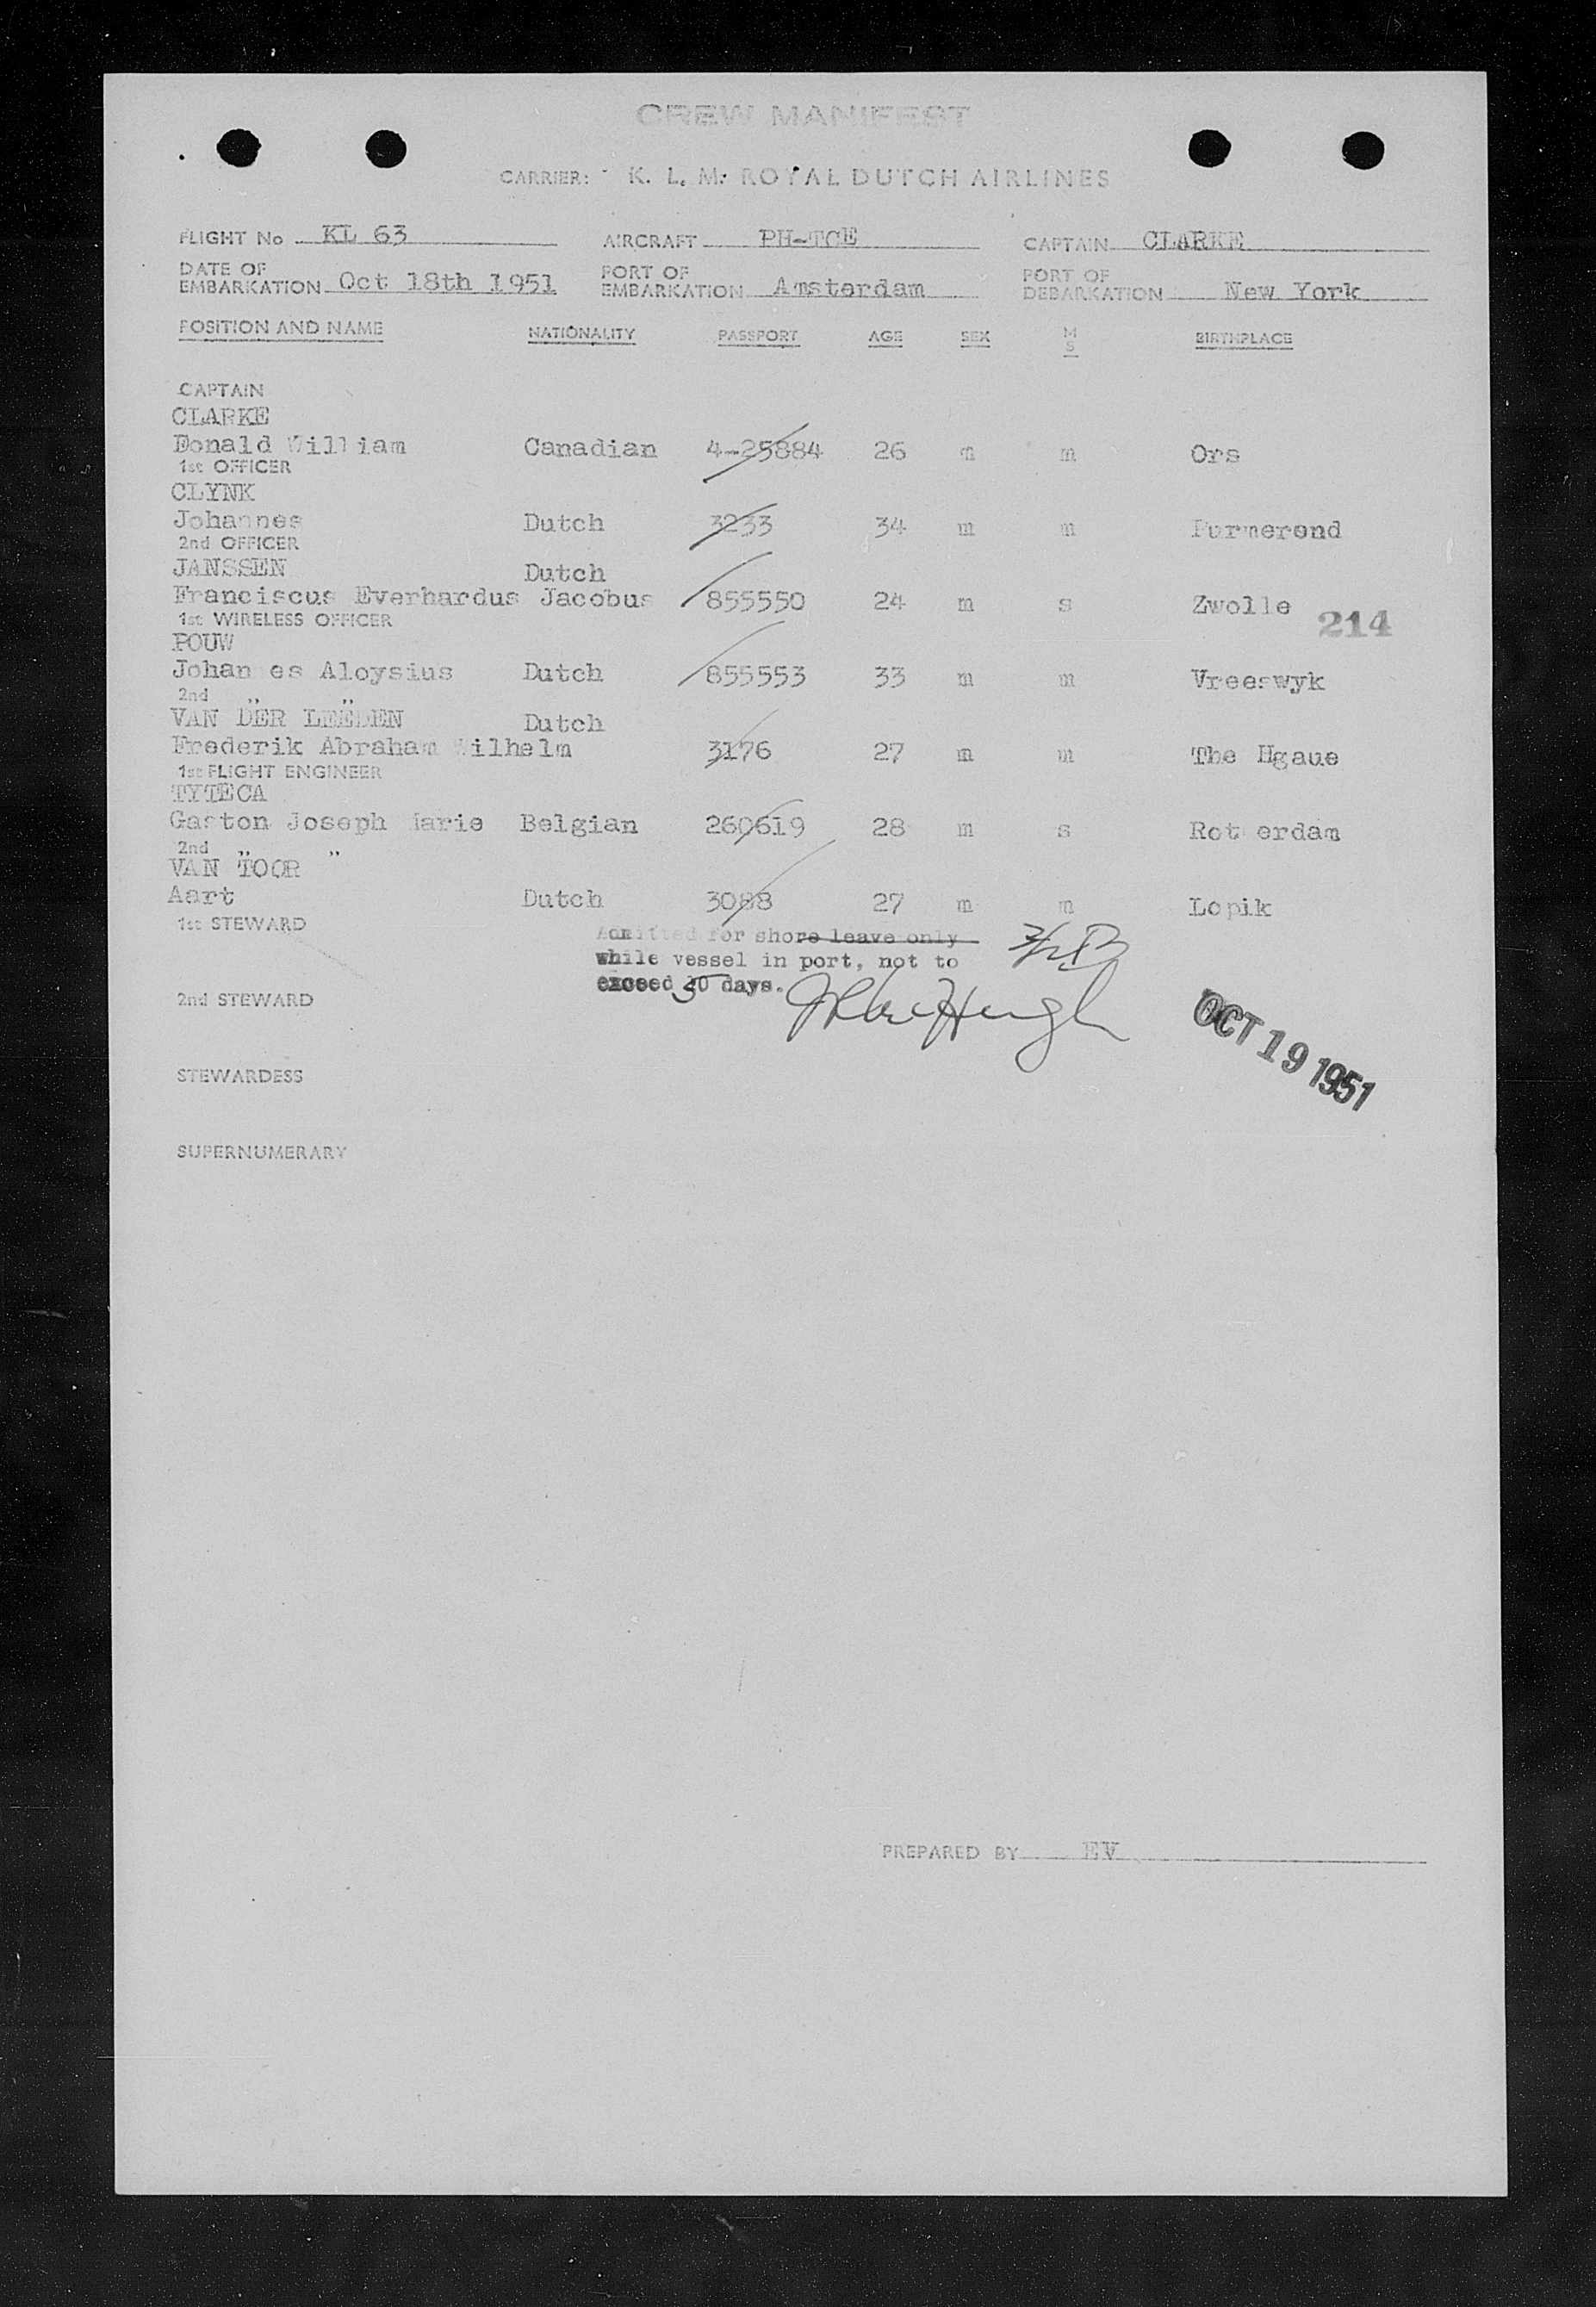 CREW MANIFEST
CARRIER: K. L. M. ROYAL DUTCH AIRLINES
FLIGHT No KL 63 AIRCRAFT PH-TCE CAPTAIN CLARKE
DATE OF EMBARKATION Oct 18th 1951 PORT OF EMBARKATION Amsterdam PORT OF DEBARKATION New York
POSITION AND NAME NATIONALITY PASSPORT AGE SEX M S BIRTHPLACE
CAPTAIN
CLARKE
Donald William Canadian 4-25884 26 m m Ors
1st OFFICER
CLYNK
Johannes Dutch 3233 34 m m Purmerend
2nd OFFICER
JANSSEN Dutch
Franciscus Everhardus Jacobus 855550 24 m s Zwolle 214
1st WIRELESS OFFICER
POUW
Johan es Aloysius Dutch 855553 33 m m Vreeswyk
2nd " "
VAN DER LEEDEN Dutch
Frederik Abraham Wilhelm 3176 27 m m The Hgaue
1st FLIGHT ENGINEER
TYTECA
Gaston Joseph Marie Belgian 260619 28 m s Rot erdam
2nd " "
VAN TOOR
Aart Dutch 3088 27 m m Lopik
1st STEWARD
Admitted for shore leave only
while vessel in port, not to
exceed days.
2nd STEWARD
OCT 19 1951
STEWARDESS
SUPERNUMERARY
PREPARED BY EV